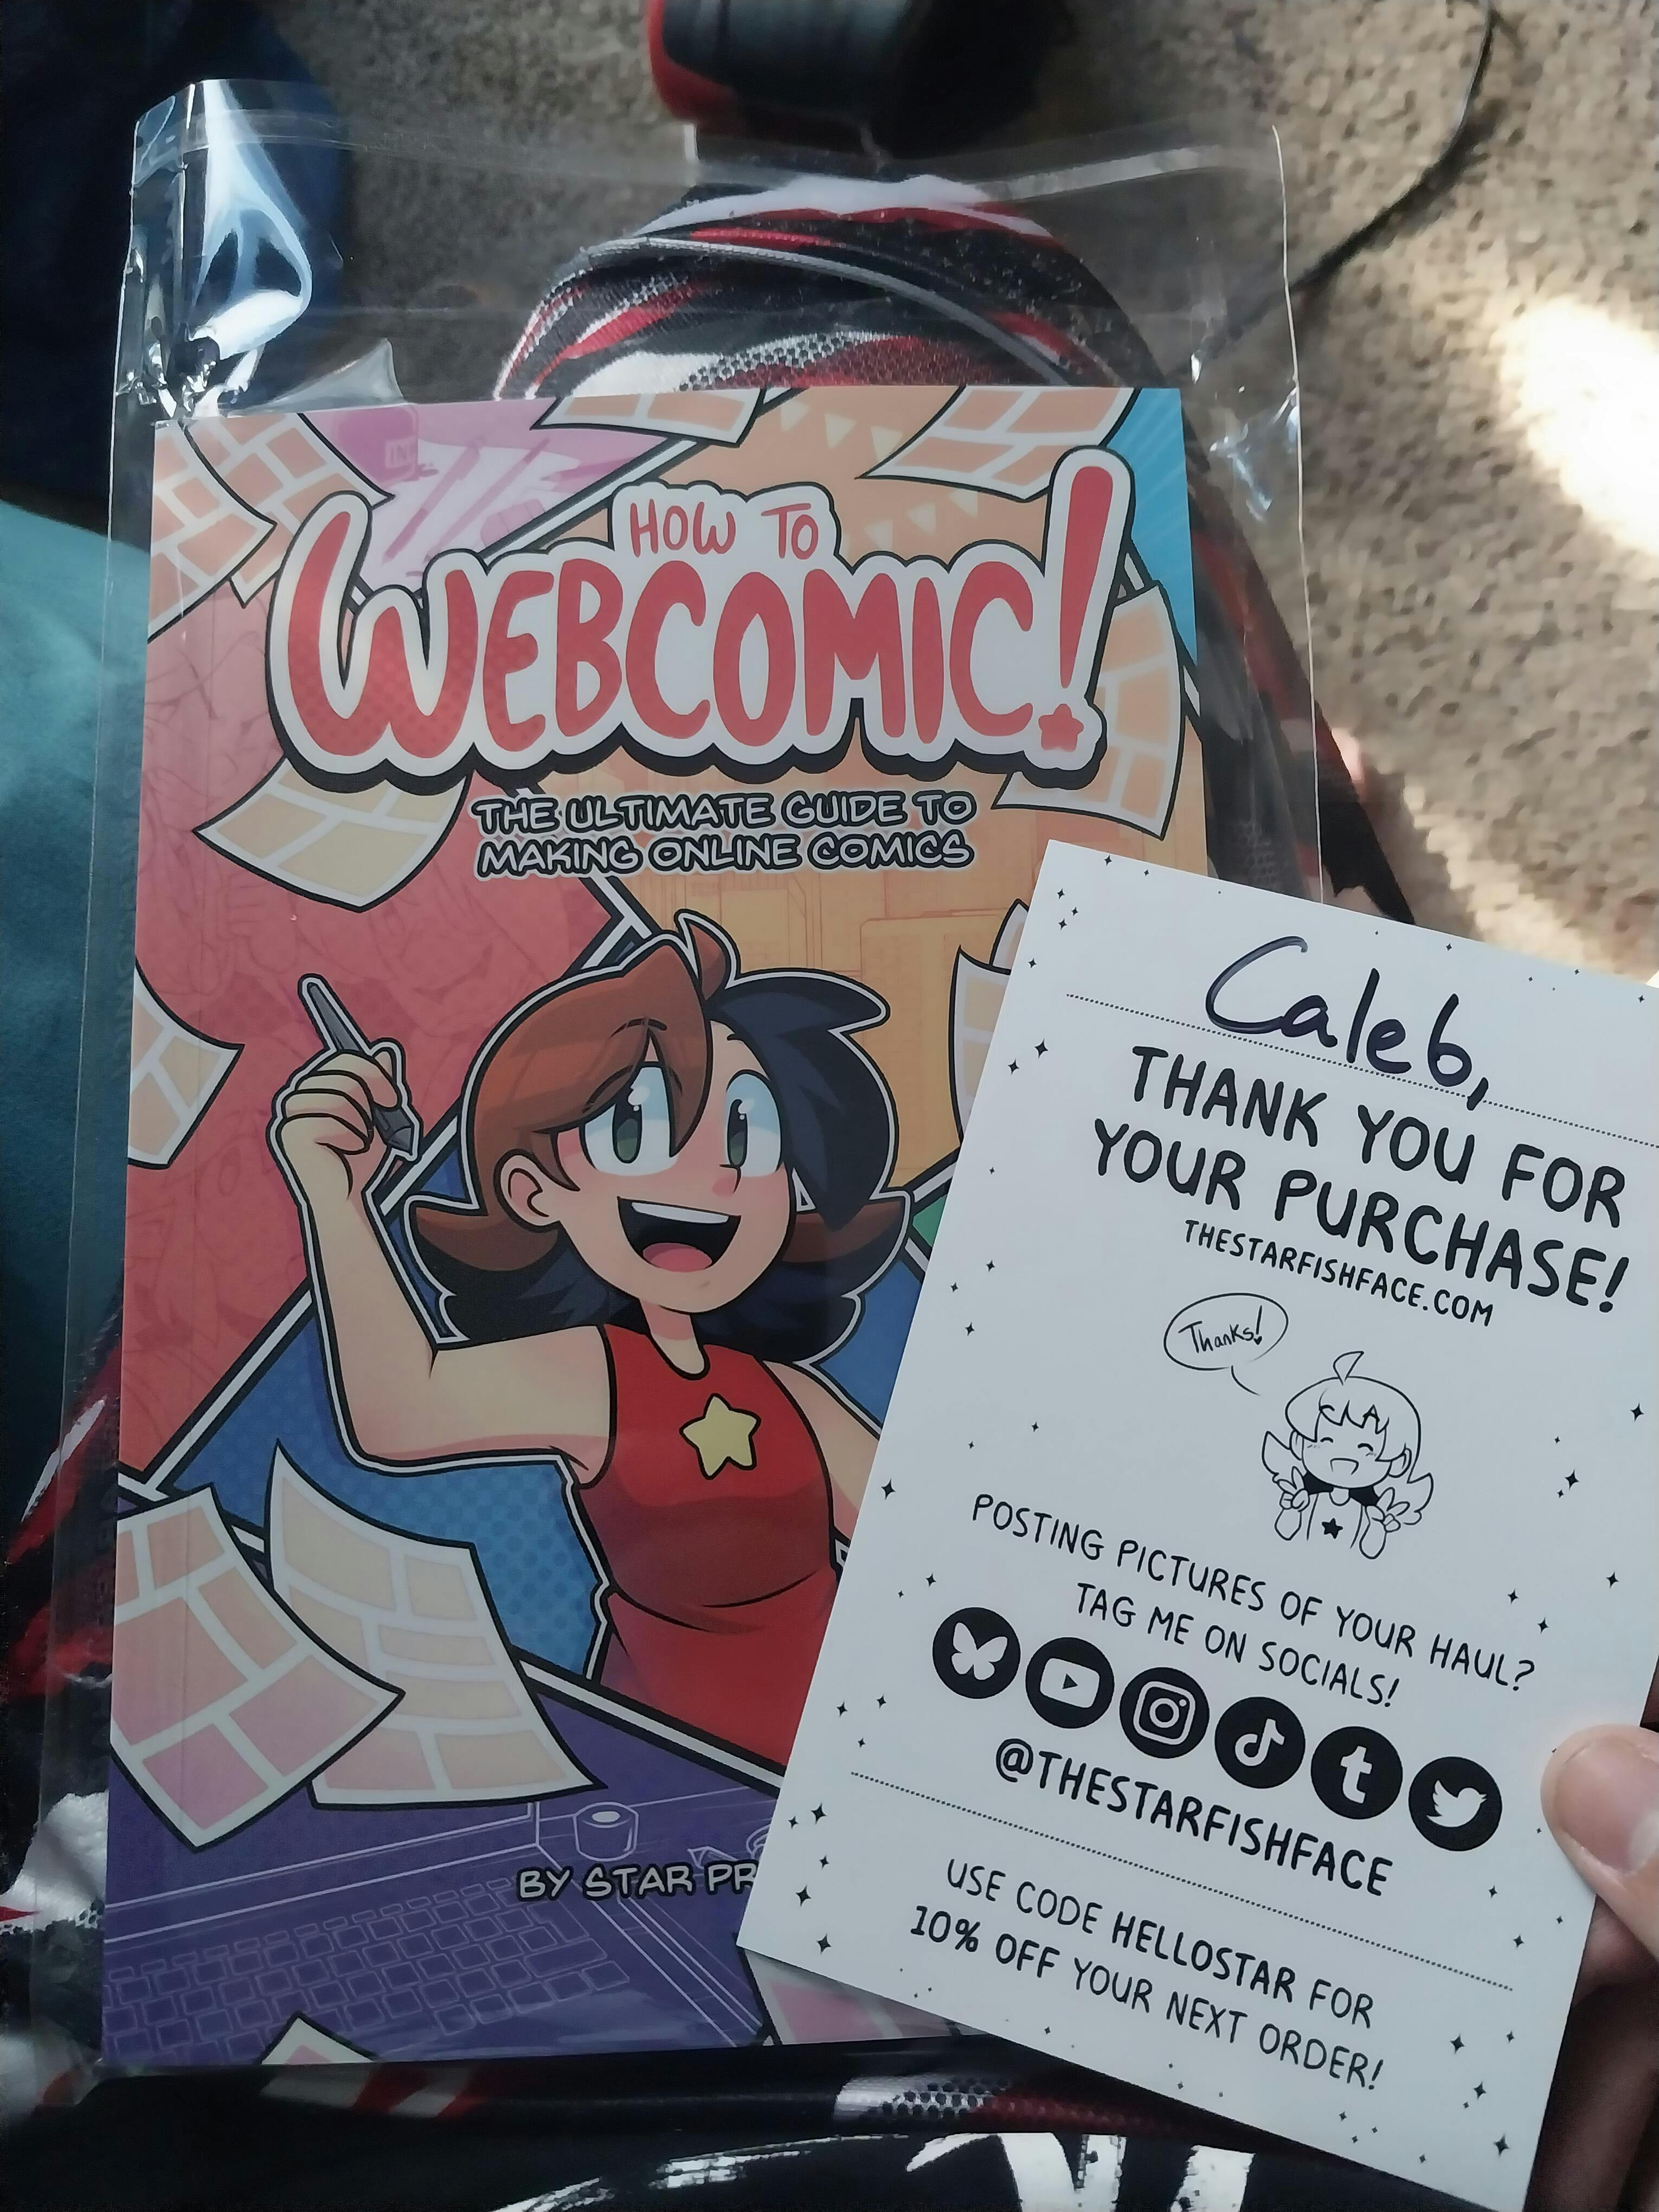 HOW TO
WEBCOMIC!
THE ULTIMATE GUIDE TO
MAKING ONLINE COMICS
BY STAR
Caleb,
THANK YOU FOR
YOUR PURCHASE!
THESTARFISHFACE.COM
Thanks!
POSTING PICTURES OF YOUR HAUL?
TAG ME ON SOCIALS!
@THESTARFISHFACE
USE CODE HELLOSTAR FOR
10% OFF YOUR NEXT ORDER!